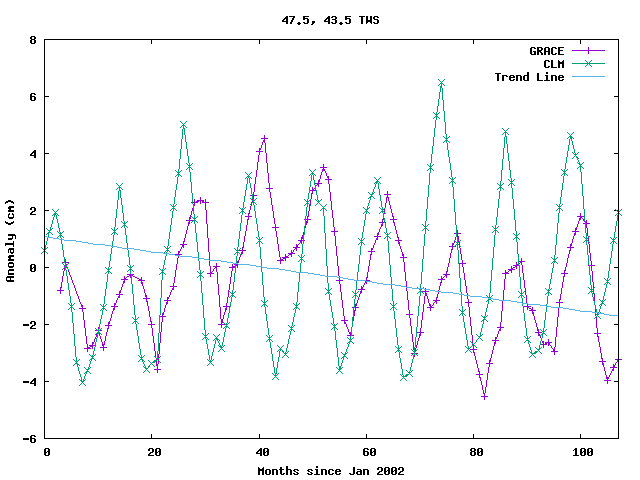 47.5, 43.5 TWS
GRACE
CLM
Trend Line
Anomaly (cm)
8
6
4
2
0
-2
-4
-6
0 20 40 60 80 100
Months since Jan 2002